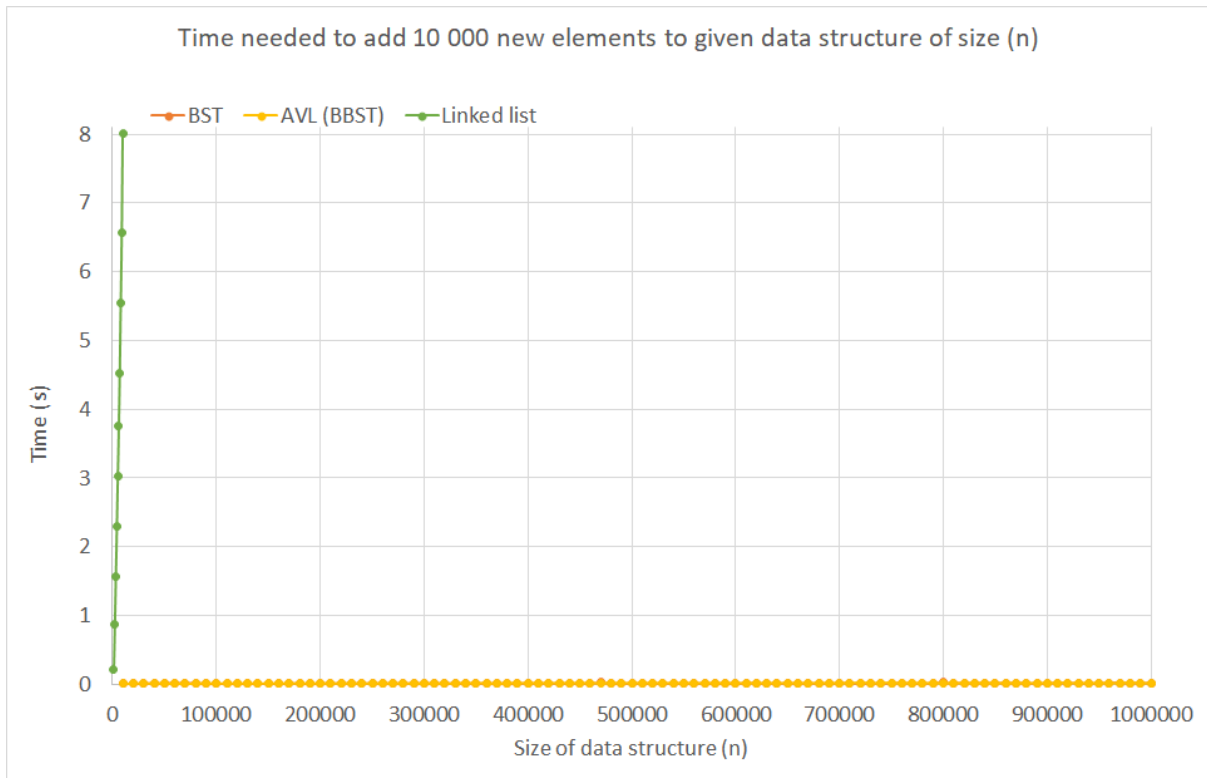 Time needed to add 10 000 new elements to given data structure of size (n)
BST AVL (BBST) Linked list
8
7
6
5
4
3
2
1
0
Time (s)
0 100000 200000 300000 400000 500000 600000 700000 800000 900000 1000000
Size of data structure (n)